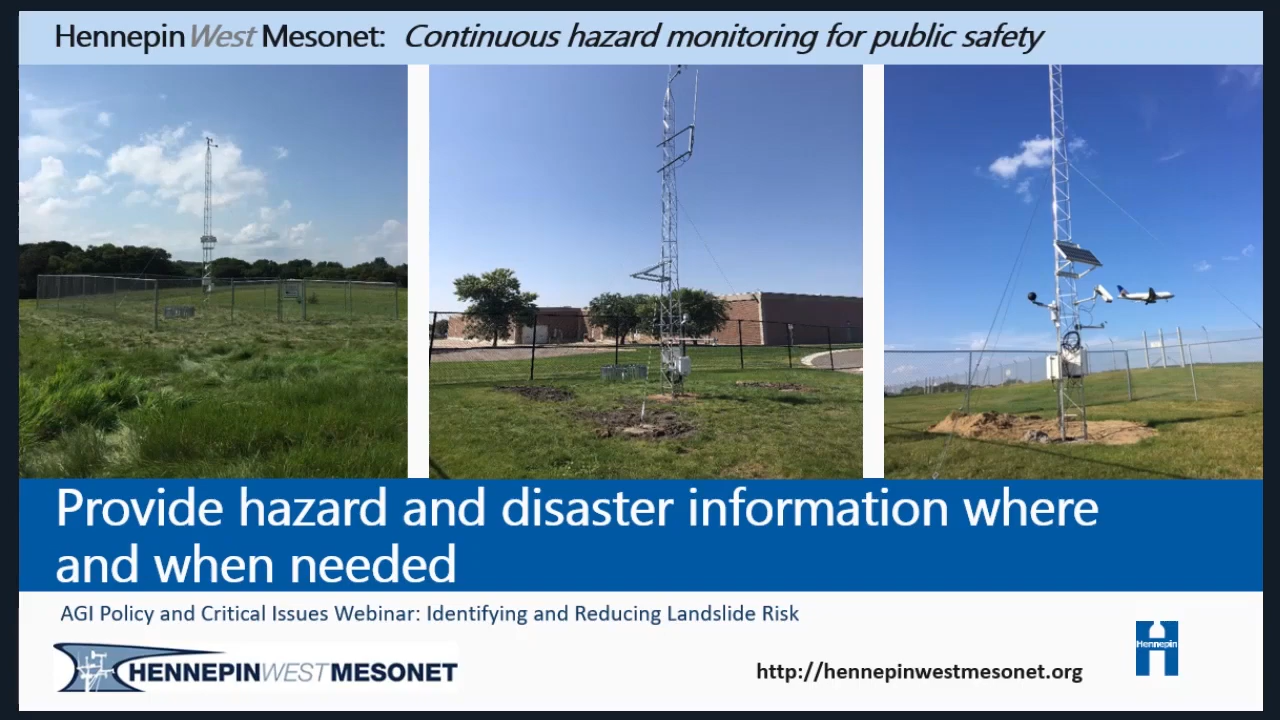 Hennepin West Mesonet: Continuous hazard monitoring for public safety
Provide hazard and disaster information where
and when needed
AGI Policy and Critical Issues Webinar: Identifying and Reducing Landslide Risk
HENNEPINWESTMESONET
http://hennepinwestmesonet.org
Hennepin